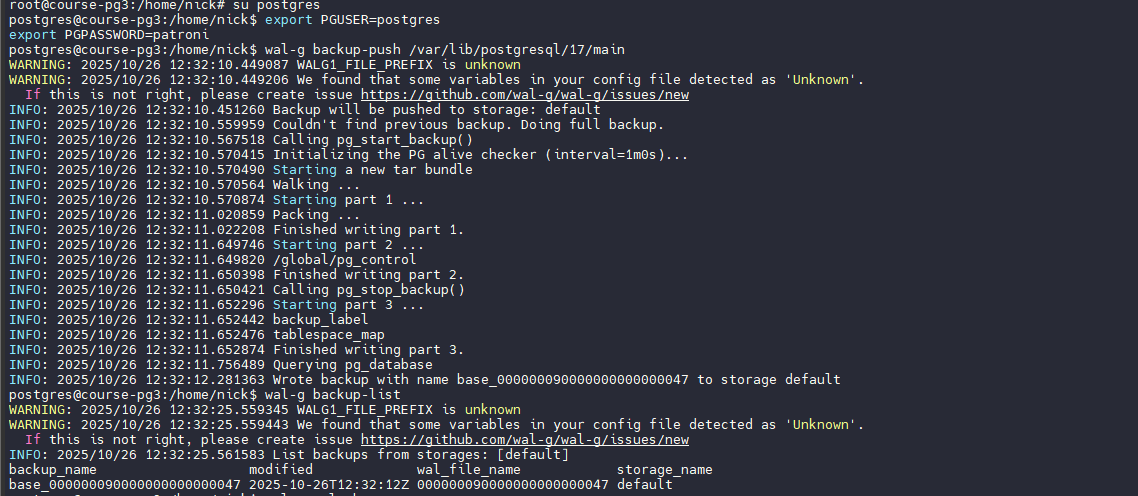 root@course-pg3:/home/nick# su postgres
postgres@course-pg3:/home/nick$ export PGUSER=postgres
export PGPASSWORD=patroni
postgres@course-pg3:/home/nick$ wal-g backup-push /var/lib/postgresql/17/main
WARNING: 2025/10/26 12:32:10.449087 WALG1_FILE_PREFIX is unknown
WARNING: 2025/10/26 12:32:10.449206 We found that some variables in your config file detected as 'Unknown'.
  If this is not right, please create issue https://github.com/wal-g/wal-g/issues/new
INFO: 2025/10/26 12:32:10.451260 Backup will be pushed to storage: default
INFO: 2025/10/26 12:32:10.559959 Couldn't find previous backup. Doing full backup.
INFO: 2025/10/26 12:32:10.567518 Calling pg_start_backup()
INFO: 2025/10/26 12:32:10.570415 Initializing the PG alive checker (interval=1m0s)...
INFO: 2025/10/26 12:32:10.570490 Starting a new tar bundle
INFO: 2025/10/26 12:32:10.570564 Walking ...
INFO: 2025/10/26 12:32:10.570874 Starting part 1 ...
INFO: 2025/10/26 12:32:11.020859 Packing ...
INFO: 2025/10/26 12:32:11.022208 Finished writing part 1.
INFO: 2025/10/26 12:32:11.649746 Starting part 2 ...
INFO: 2025/10/26 12:32:11.649820 /global/pg_control
INFO: 2025/10/26 12:32:11.650398 Finished writing part 2.
INFO: 2025/10/26 12:32:11.650421 Calling pg_stop_backup()
INFO: 2025/10/26 12:32:11.652296 Starting part 3 ...
INFO: 2025/10/26 12:32:11.652442 backup_label
INFO: 2025/10/26 12:32:11.652476 tablespace_map
INFO: 2025/10/26 12:32:11.652874 Finished writing part 3.
INFO: 2025/10/26 12:32:11.756489 Querying pg_database
INFO: 2025/10/26 12:32:12.281363 Wrote backup with name base_000000090000000000000047 to storage default
postgres@course-pg3:/home/nick$ wal-g backup-list
WARNING: 2025/10/26 12:32:25.559345 WALG1_FILE_PREFIX is unknown
WARNING: 2025/10/26 12:32:25.559443 We found that some variables in your config file detected as 'Unknown'.
  If this is not right, please create issue https://github.com/wal-g/wal-g/issues/new
INFO: 2025/10/26 12:32:25.561583 List backups from storages: [default]
backup_name                   modified             wal_file_name            storage_name
base_000000090000000000000047 2025-10-26T12:32:12Z 000000090000000000000047 default